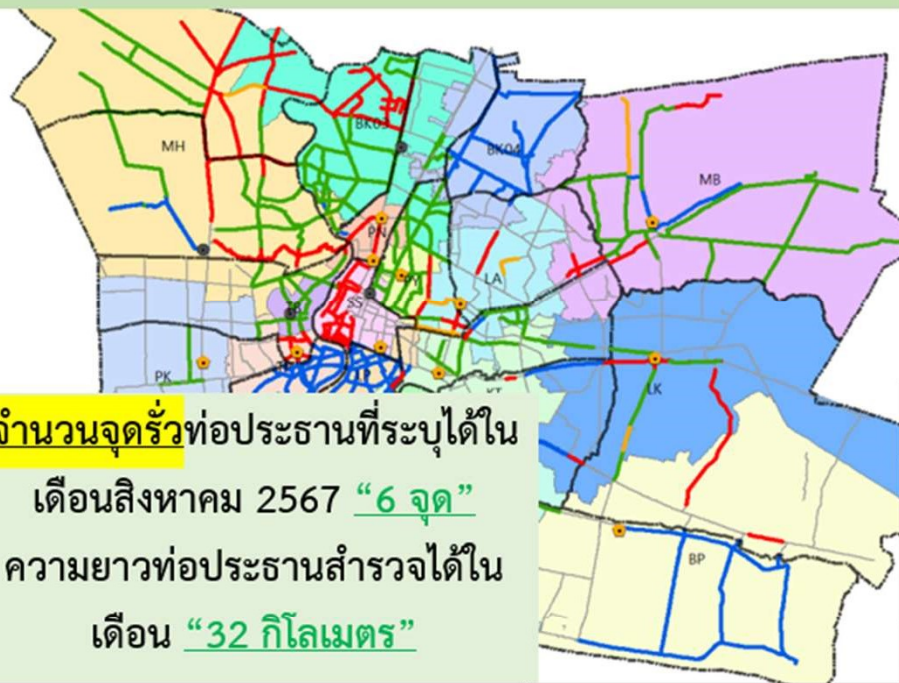 MH
BK03
BK04
MB
PN
PY
LA
SS
PK
LK
จำนวนจุดรั่วท่อประธานที่ระบุได้ใน
เดือนสิงหาคม 2567 “6 จุด”
ความยาวท่อประธานสำรวจได้ใน
เดือน “32 กิโลเมตร”
BP